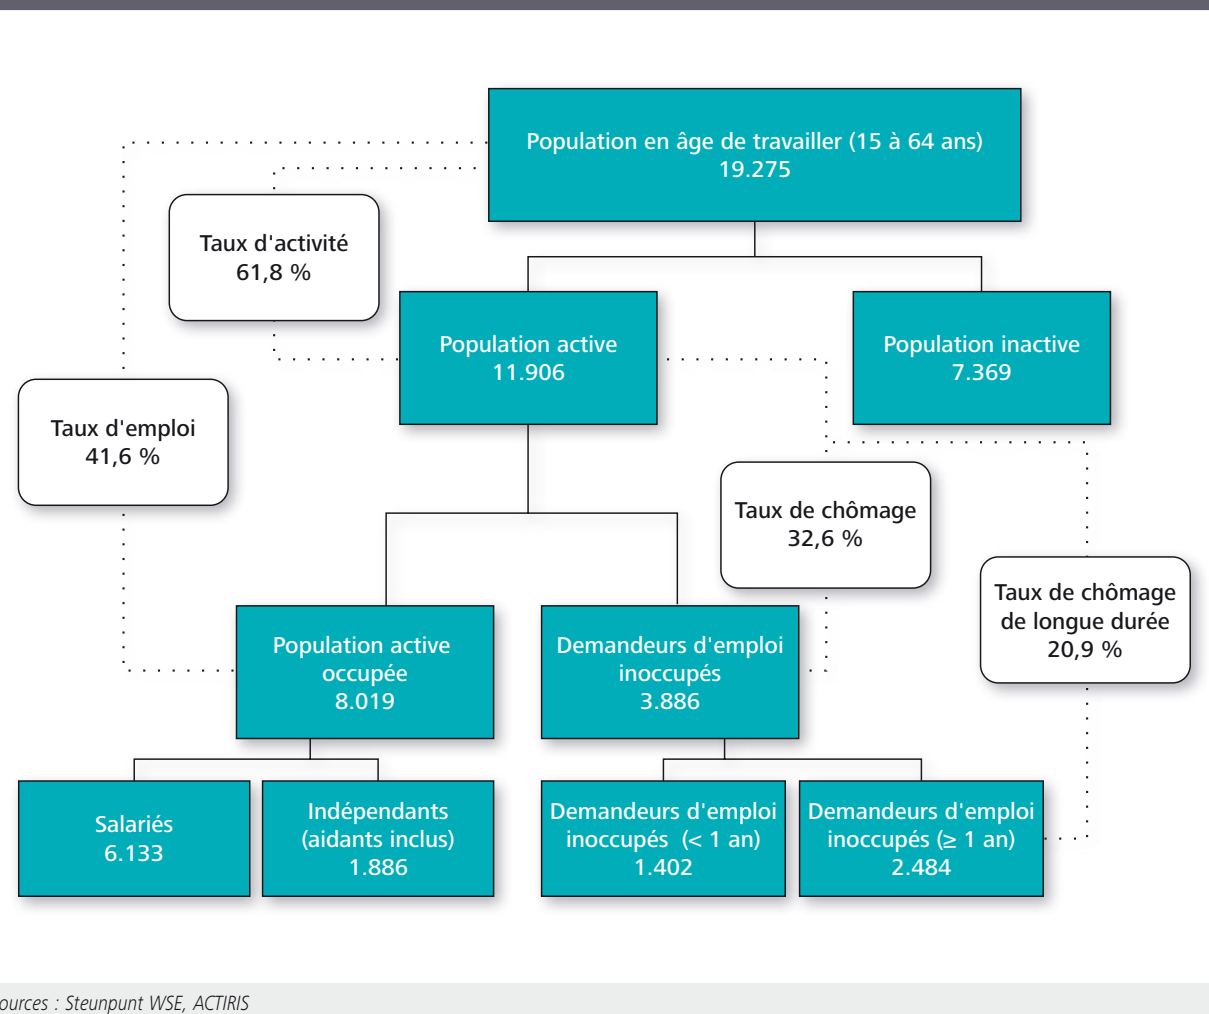 Population en âge de travailler (15 à 64 ans)
19.275
Taux d'activité
61,8 %
Population active
11.906
Population inactive
7.369
Taux d'emploi
41,6 %
Taux de chômage
32,6 %
Taux de chômage
de longue durée
20,9 %
Population active
occupée
8.019
Demandeurs d'emploi
inoccupés
3.886
Salariés
6.133
Indépendants
(aidants inclus)
1.886
Demandeurs d'emploi
inoccupés (< 1 an)
1.402
Demandeurs d'emploi
inoccupés (≥ 1 an)
2.484
ources : Steunpunt WSE, ACTIRIS